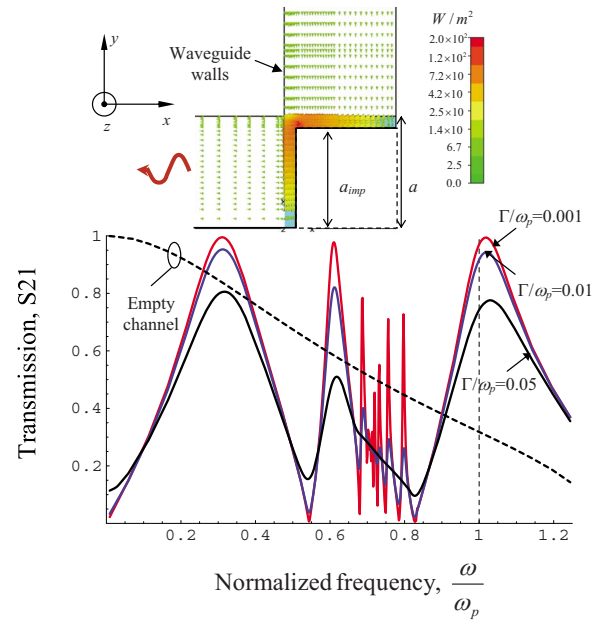 W / m²
2.0×10²
1.2×10²
7.2×10
4.2×10
2.4×10
1.4×10
6.7
2.5
0.0
y
z
x
Waveguide
walls
a_imp
a
z x
Transmission, S21
1
0.8
0.6
0.4
0.2
Empty
channel
Γ/ω_p=0.001
Γ/ω_p=0.01
Γ/ω_p=0.05
0.2 0.4 0.6 0.8 1 1.2
Normalized frequency, ω/ω_p